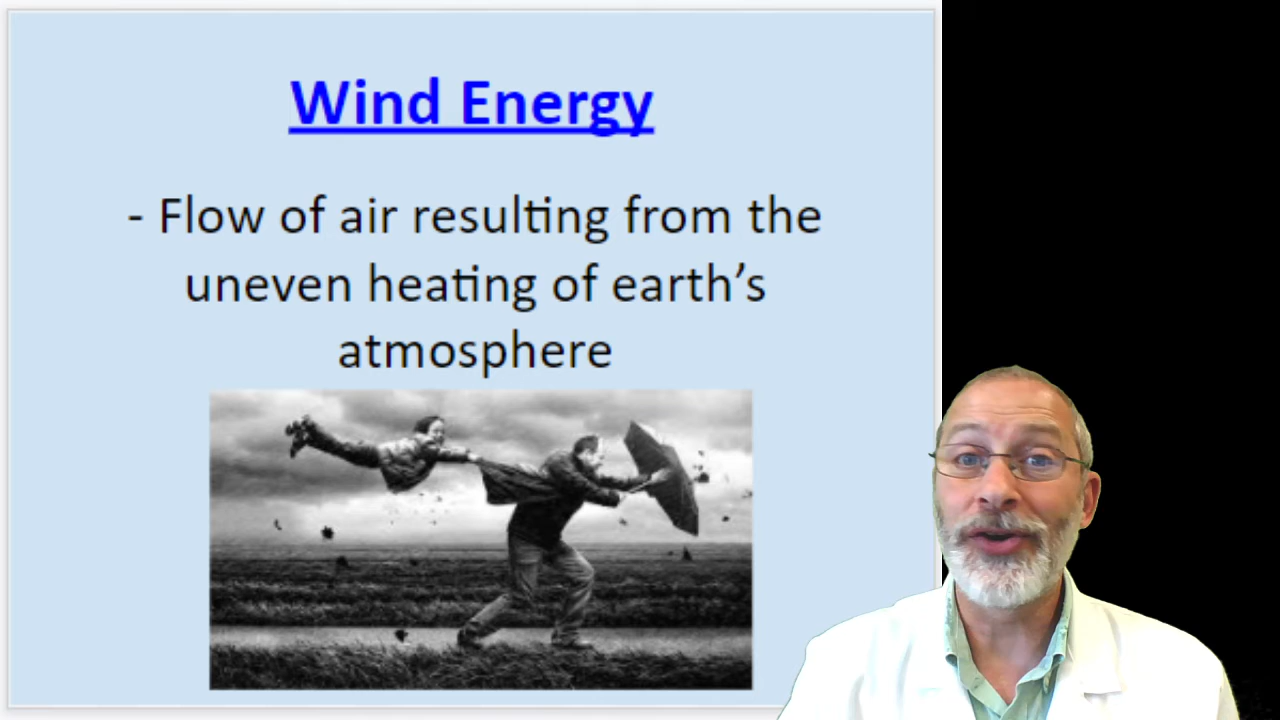 Wind Energy
- Flow of air resulting from the
uneven heating of earth’s
atmosphere